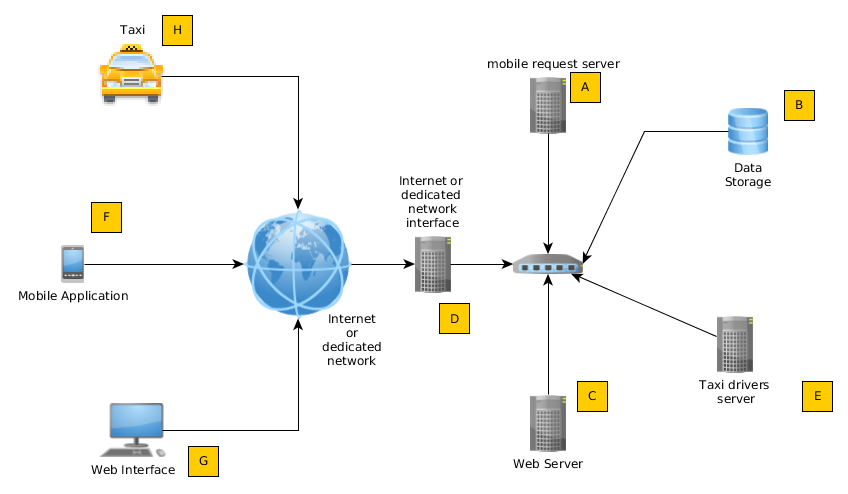 Taxi
H
mobile request server
A
B
Data
Storage
Internet or
dedicated
network
interface
F
Mobile Application
D
Internet
or
dedicated
network
Taxi drivers
server
E
C
Web Server
G
Web Interface